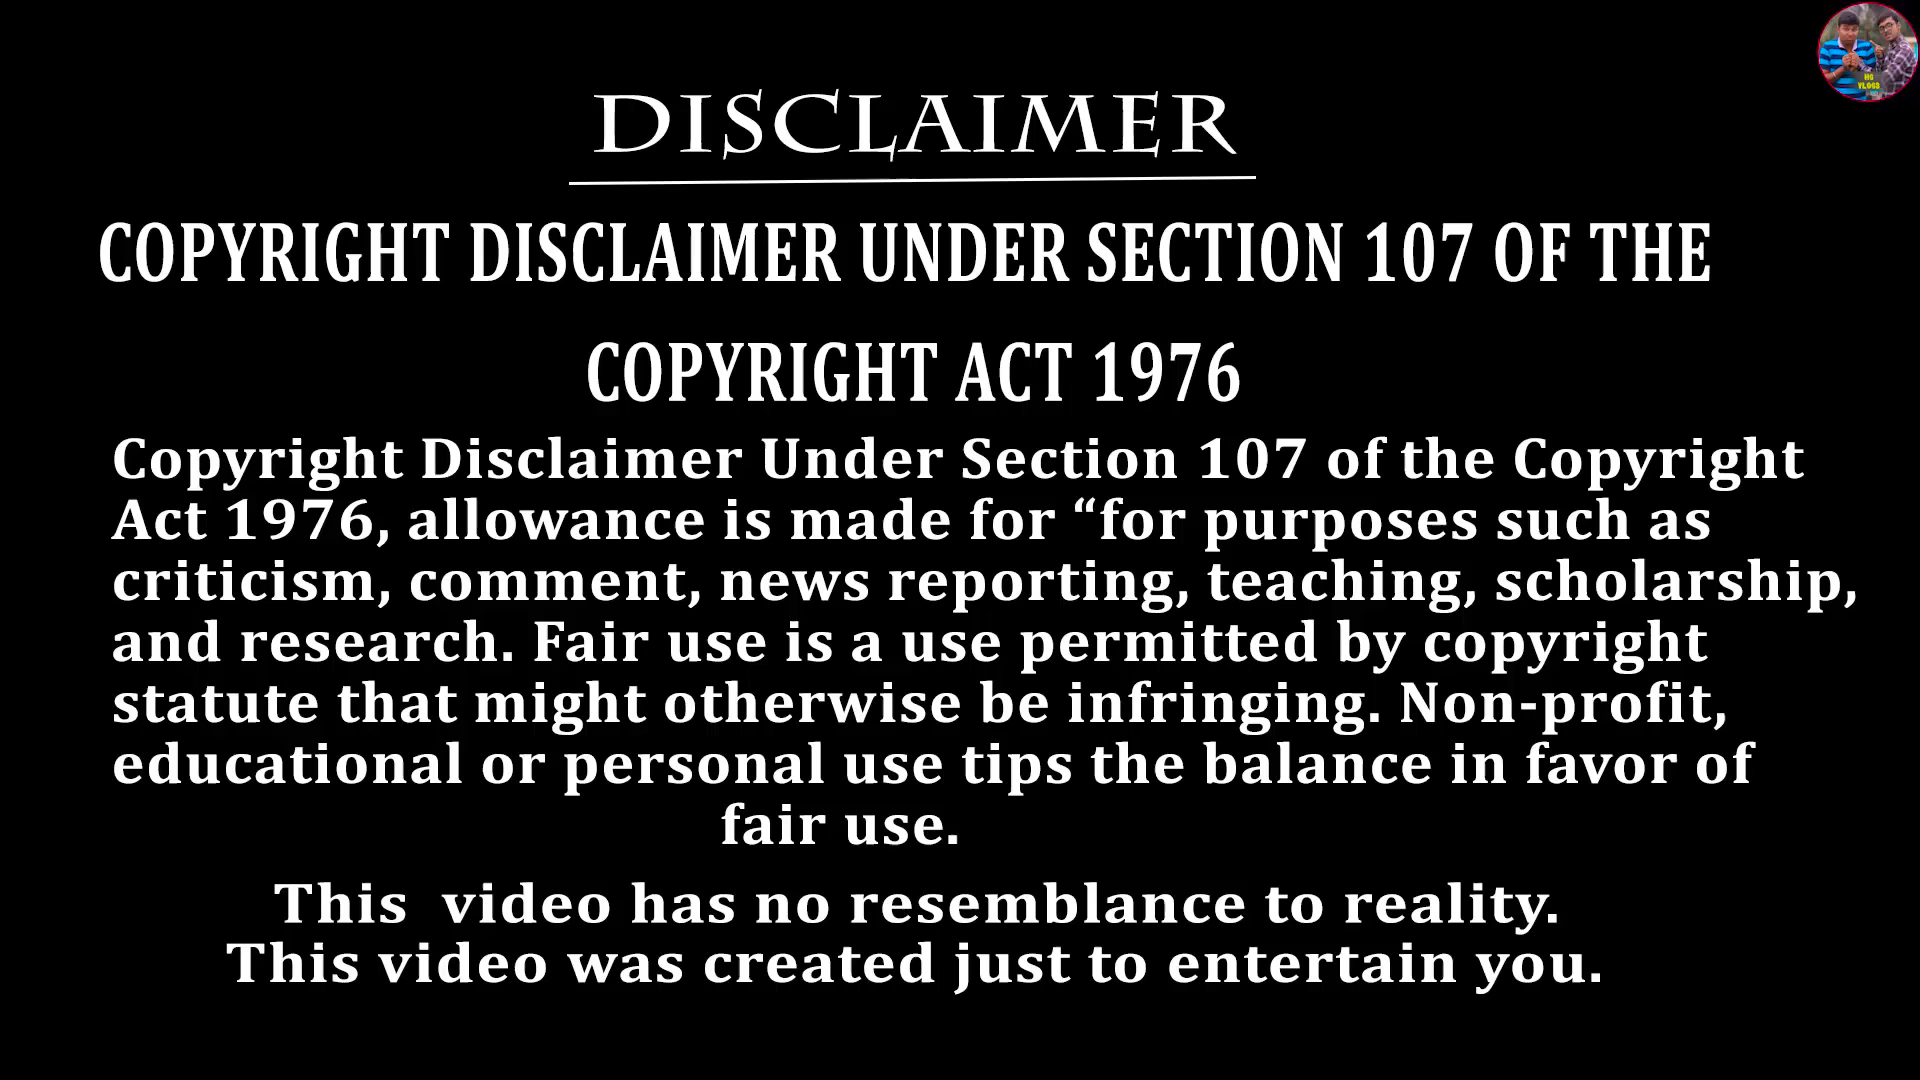 DISCLAIMER
COPYRIGHT DISCLAIMER UNDER SECTION 107 OF THE
COPYRIGHT ACT 1976
Copyright Disclaimer Under Section 107 of the Copyright
Act 1976, allowance is made for “for purposes such as
criticism, comment, news reporting, teaching, scholarship,
and research. Fair use is a use permitted by copyright
statute that might otherwise be infringing. Non-profit,
educational or personal use tips the balance in favor of
fair use.
This  video has no resemblance to reality.
This video was created just to entertain you.
VLOGS